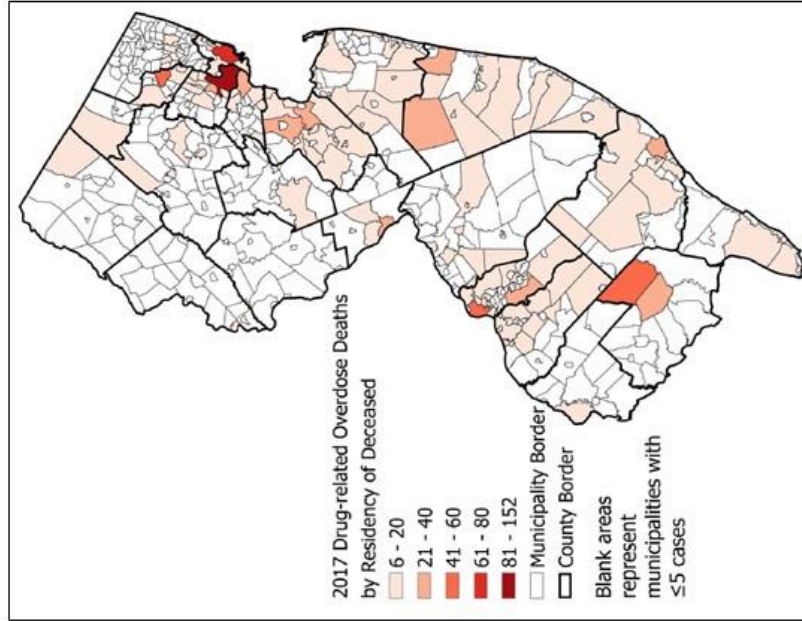 2017 Drug-related Overdose Deaths
by Residency of Deceased
6 - 20
21 - 40
41 - 60
61 - 80
81 - 152
Municipality Border
County Border
Blank areas
represent
municipalities with
≤5 cases